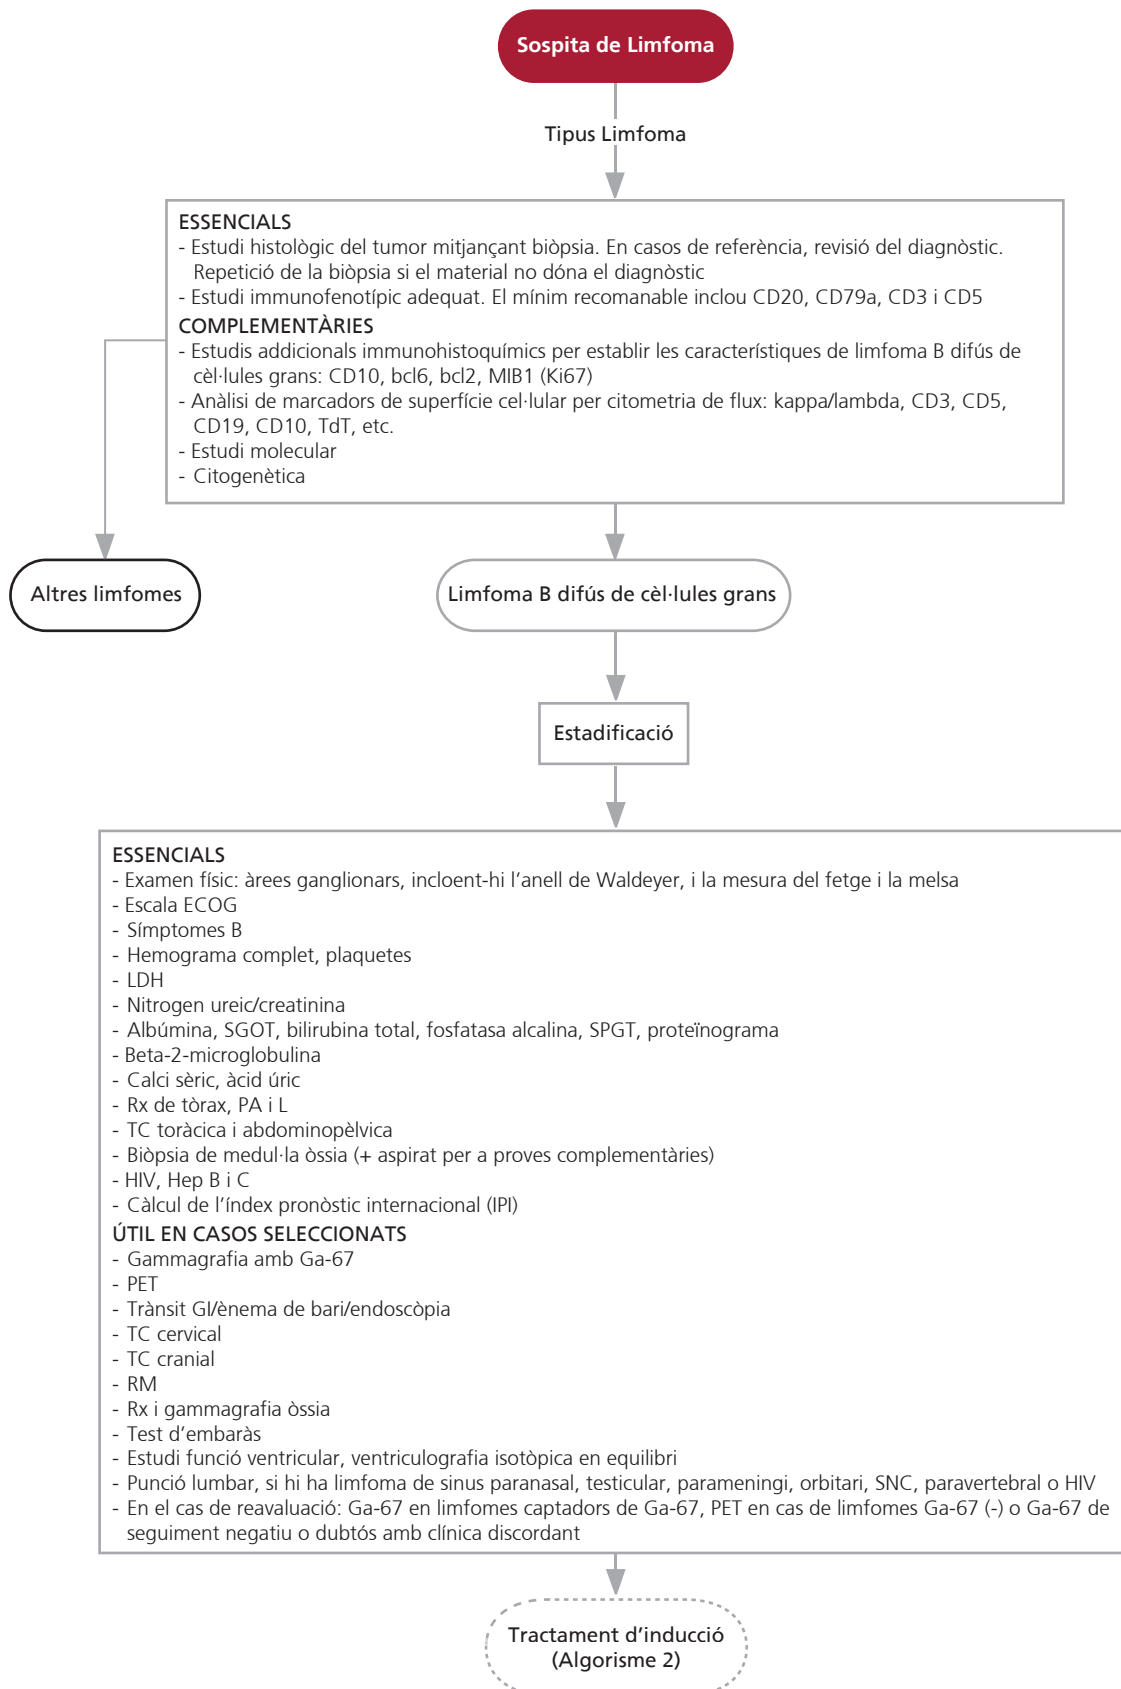 Sospita de Limfoma
Tipus Limfoma
ESSENCIALS
- Estudi histològic del tumor mitjançant biòpsia. En casos de referència, revisió del diagnòstic.
Repetició de la biòpsia si el material no dóna el diagnòstic
- Estudi immunofenotípic adequat. El mínim recomanable inclou CD20, CD79a, CD3 i CD5
COMPLEMENTÀRIES
- Estudis addicionals immunohistoquímics per establir les característiques de limfoma B difús de
cèl·lules grans: CD10, bcl6, bcl2, MIB1 (Ki67)
- Anàlisi de marcadors de superfície cel·lular per citometria de flux: kappa/lambda, CD3, CD5,
CD19, CD10, TdT, etc.
- Estudi molecular
- Citogenètica
Altres limfomes
Limfoma B difús de cèl·lules grans
Estadificació
ESSENCIALS
- Examen físic: àrees ganglionars, incloent-hi l’anell de Waldeyer, i la mesura del fetge i la melsa
- Escala ECOG
- Símptomes B
- Hemograma complet, plaquetes
- LDH
- Nitrogen ureic/creatinina
- Albúmina, SGOT, bilirubina total, fosfatasa alcalina, SPGT, proteïnograma
- Beta-2-microglobulina
- Calci sèric, àcid úric
- Rx de tòrax, PA i L
- TC toràcica i abdominopèlvica
- Biòpsia de medul·la òssia (+ aspirat per a proves complementàries)
- HIV, Hep B i C
- Càlcul de l’índex pronòstic internacional (IPI)
ÚTIL EN CASOS SELECCIONATS
- Gammagrafia amb Ga-67
- PET
- Trànsit GI/ènema de bari/endoscòpia
- TC cervical
- TC cranial
- RM
- Rx i gammagrafia òssia
- Test d’embaràs
- Estudi funció ventricular, ventriculografia isotòpica en equilibri
- Punció lumbar, si hi ha limfoma de sinus paranasal, testicular, parameningi, orbitari, SNC, paravertebral o HIV
- En el cas de reavaluació: Ga-67 en limfomes captadors de Ga-67, PET en cas de limfomes Ga-67 (-) o Ga-67 de
seguiment negatiu o dubtós amb clínica discordant
Tractament d’inducció
(Algorisme 2)